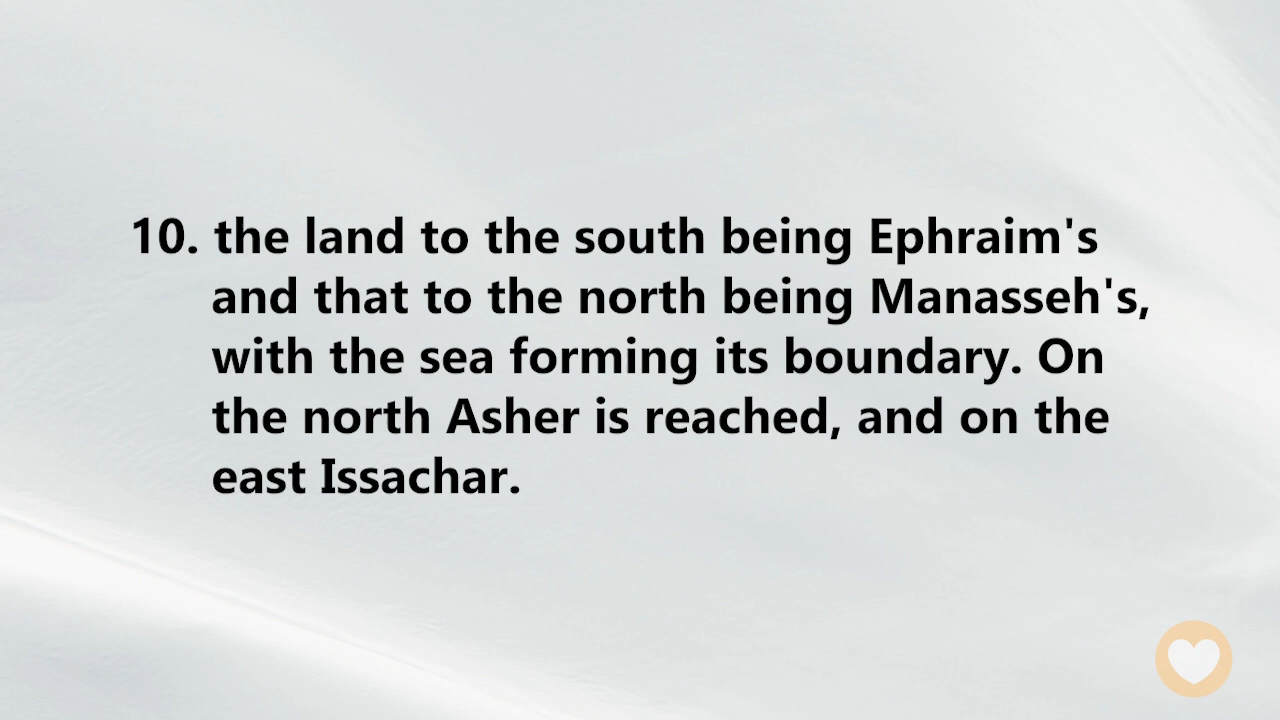 10. the land to the south being Ephraim's
and that to the north being Manasseh's,
with the sea forming its boundary. On
the north Asher is reached, and on the
east Issachar.